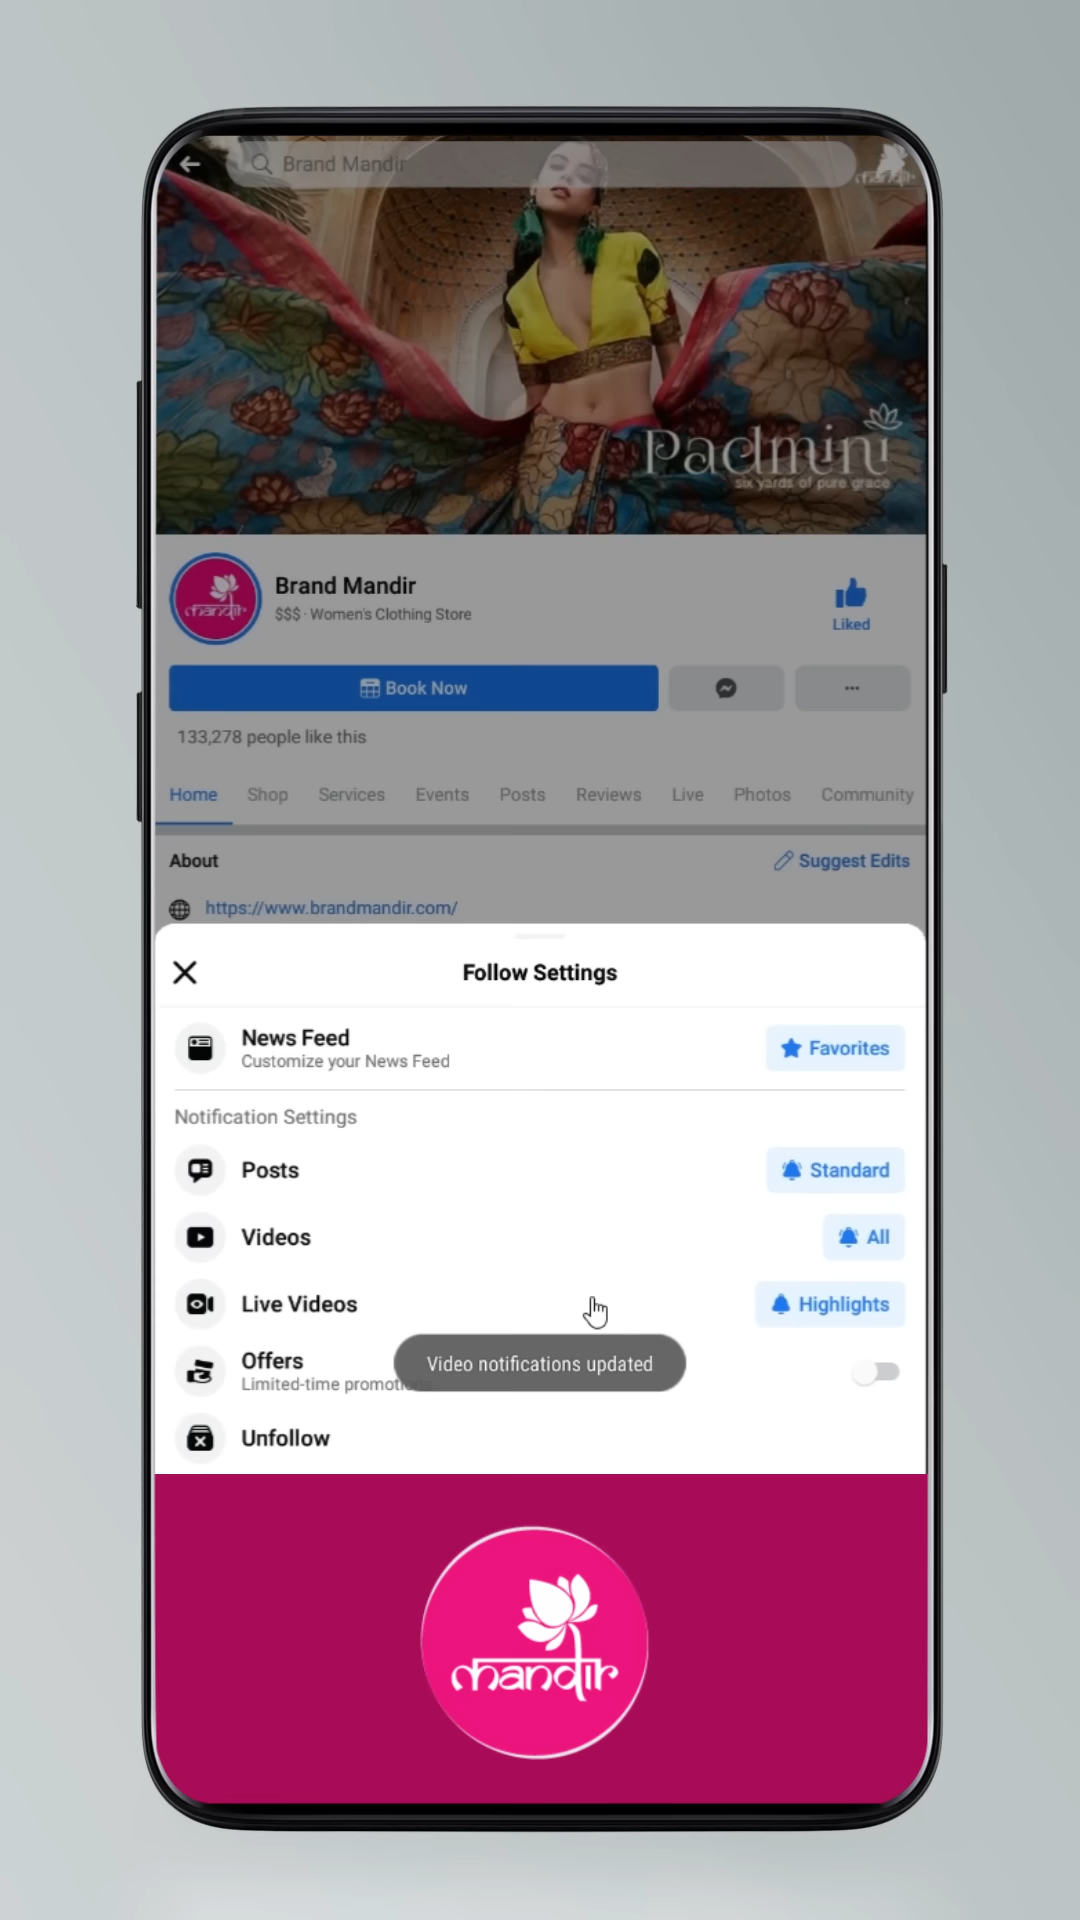 Brand Mandir
mandir
Padmini
six yards of pure grace
mandir
Brand Mandir
$$$ · Women's Clothing Store
Liked
Book Now
133,278 people like this
Home Shop Services Events Posts Reviews Live Photos Community
About
Suggest Edits
https://www.brandmandir.com/
Follow Settings
News Feed
Customize your News Feed
Favorites
Notification Settings
Posts
Standard
Videos
All
Live Videos
Highlights
Offers
Limited-time promotions
Video notifications updated
Unfollow
mandir